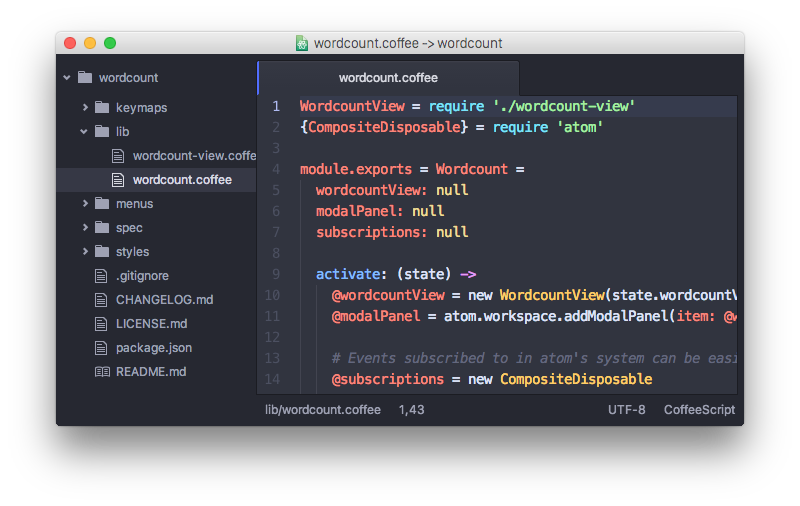 wordcount.coffee -> wordcount
wordcount
keymaps
lib
wordcount-view.coffe
wordcount.coffee
menus
spec
styles
.gitignore
CHANGELOG.md
LICENSE.md
package.json
README.md
wordcount.coffee
1 WordcountView = require './wordcount-view'
2 {CompositeDisposable} = require 'atom'
3
4 module.exports = Wordcount =
5   wordcountView: null
6   modalPanel: null
7   subscriptions: null
8
9   activate: (state) ->
10     @wordcountView = new WordcountView(state.wordcountV
11     @modalPanel = atom.workspace.addModalPanel(item: @w
12
13     # Events subscribed to in atom's system can be easi
14     @subscriptions = new CompositeDisposable
lib/wordcount.coffee 1,43 UTF-8 CoffeeScript